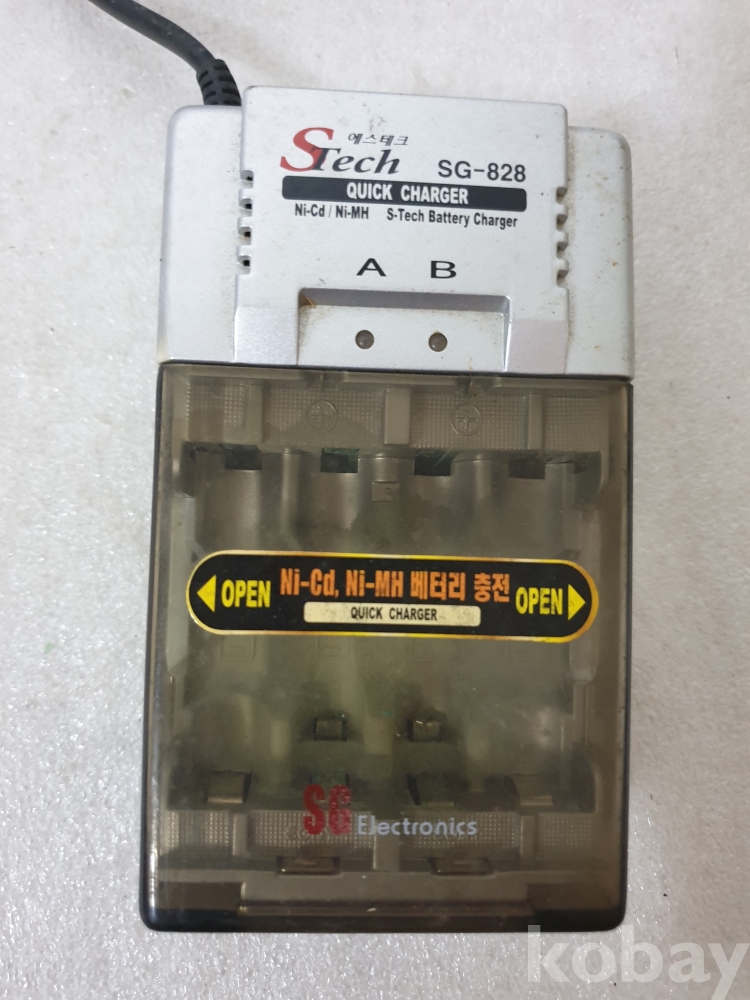 에스테크
STech SG-828
QUICK CHARGER
Ni-Cd / Ni-MH S-Tech Battery Charger
A B
OPEN Ni-Cd, Ni-MH 베터리 충전 OPEN
QUICK CHARGER
SG Electronics
kobay